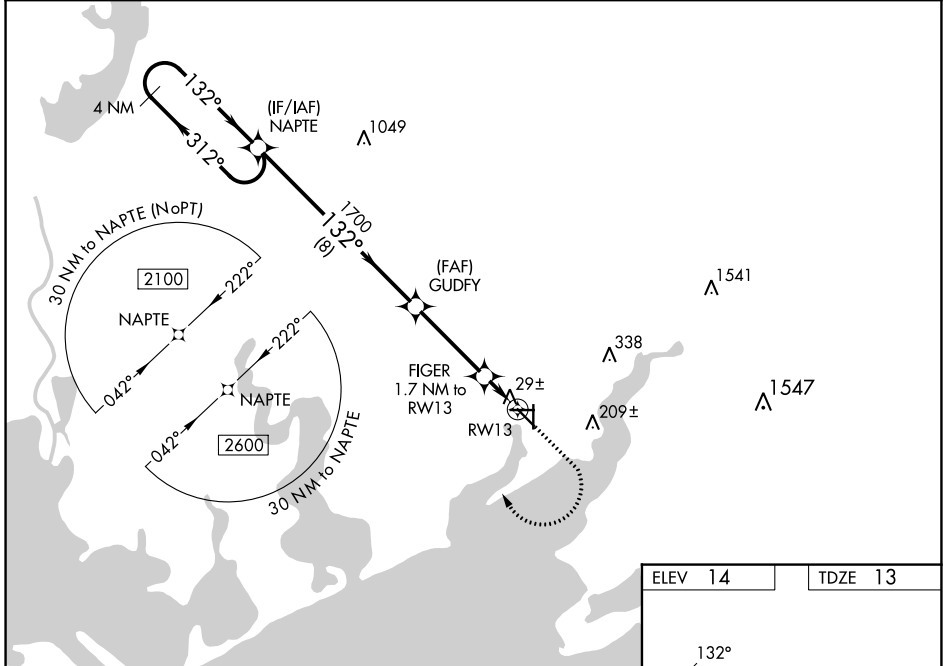 132°
4 NM
312°
(IF/IAF)
NAPTE
1049
1700
132°
(8)
30 NM to NAPTE (NoPT)
2100
222°
NAPTE
042°
222°
NAPTE
042°
2600
30 NM to NAPTE
(FAF)
GUDFY
1541
338
FIGER
1.7 NM to
RW13
29±
1547
209±
RW13
ELEV 14
TDZE 13
132°